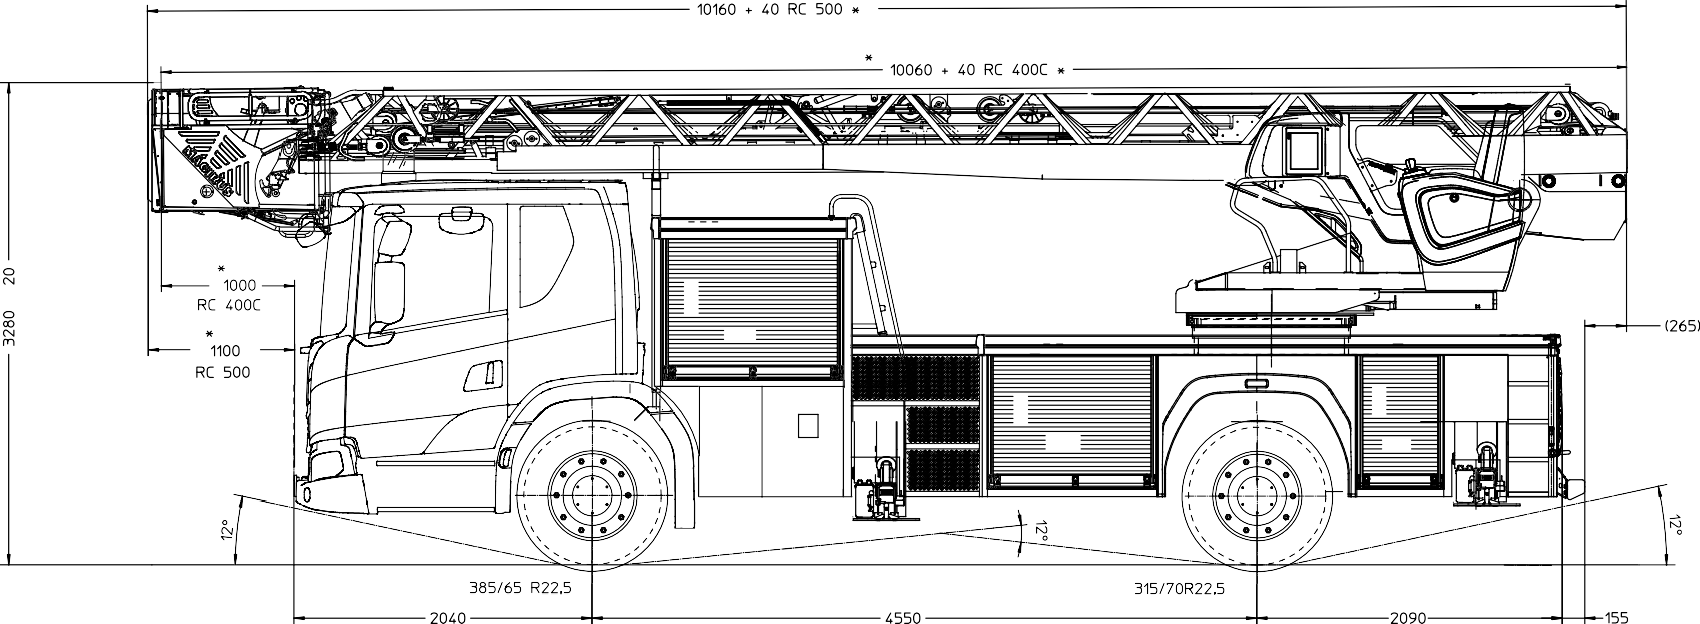 10160 + 40 RC 500 *
*
10060 + 40 RC 400C *
magirus
20
3280
*
1000
RC 400C
*
1100
RC 500
(265)
12°
12°
12°
385/65 R22,5
315/70R22,5
2040
4550
2090
155